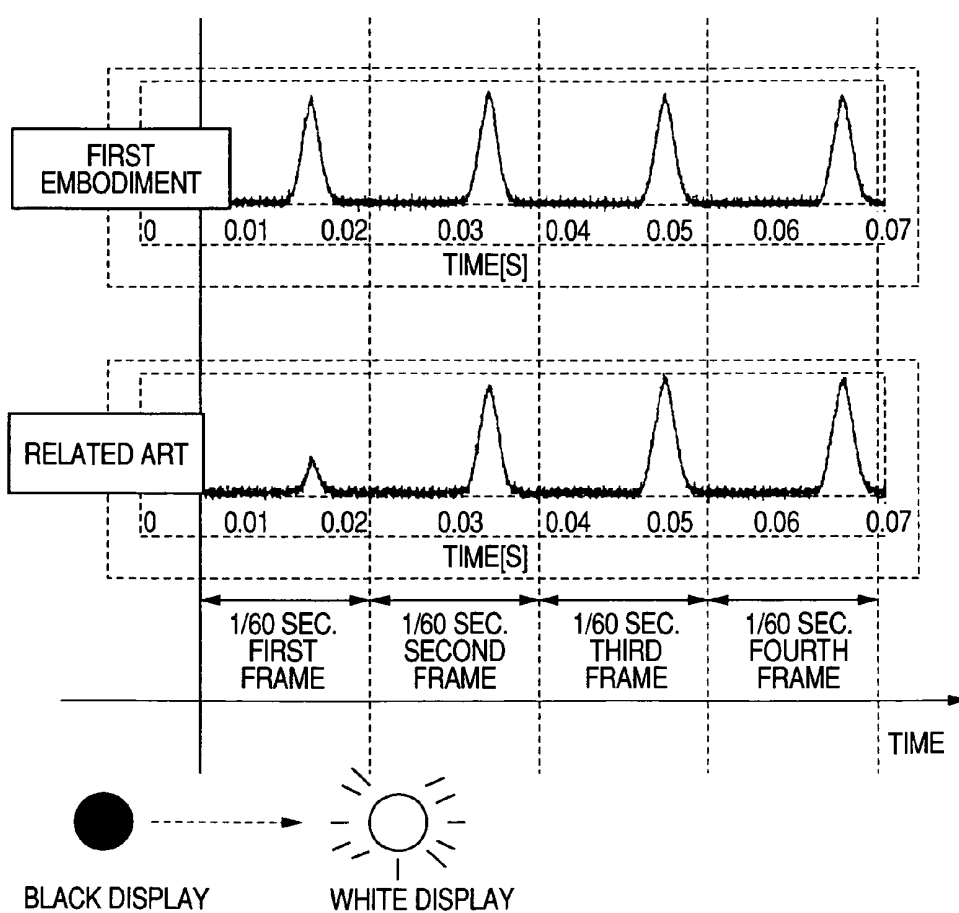 FIRST
EMBODIMENT
0 0.01 0.02 0.03 0.04 0.05 0.06 0.07
TIME[S]
RELATED ART
0 0.01 0.02 0.03 0.04 0.05 0.06 0.07
TIME[S]
1/60 SEC.
FIRST
FRAME
1/60 SEC.
SECOND
FRAME
1/60 SEC.
THIRD
FRAME
1/60 SEC.
FOURTH
FRAME
TIME
BLACK DISPLAY
WHITE DISPLAY